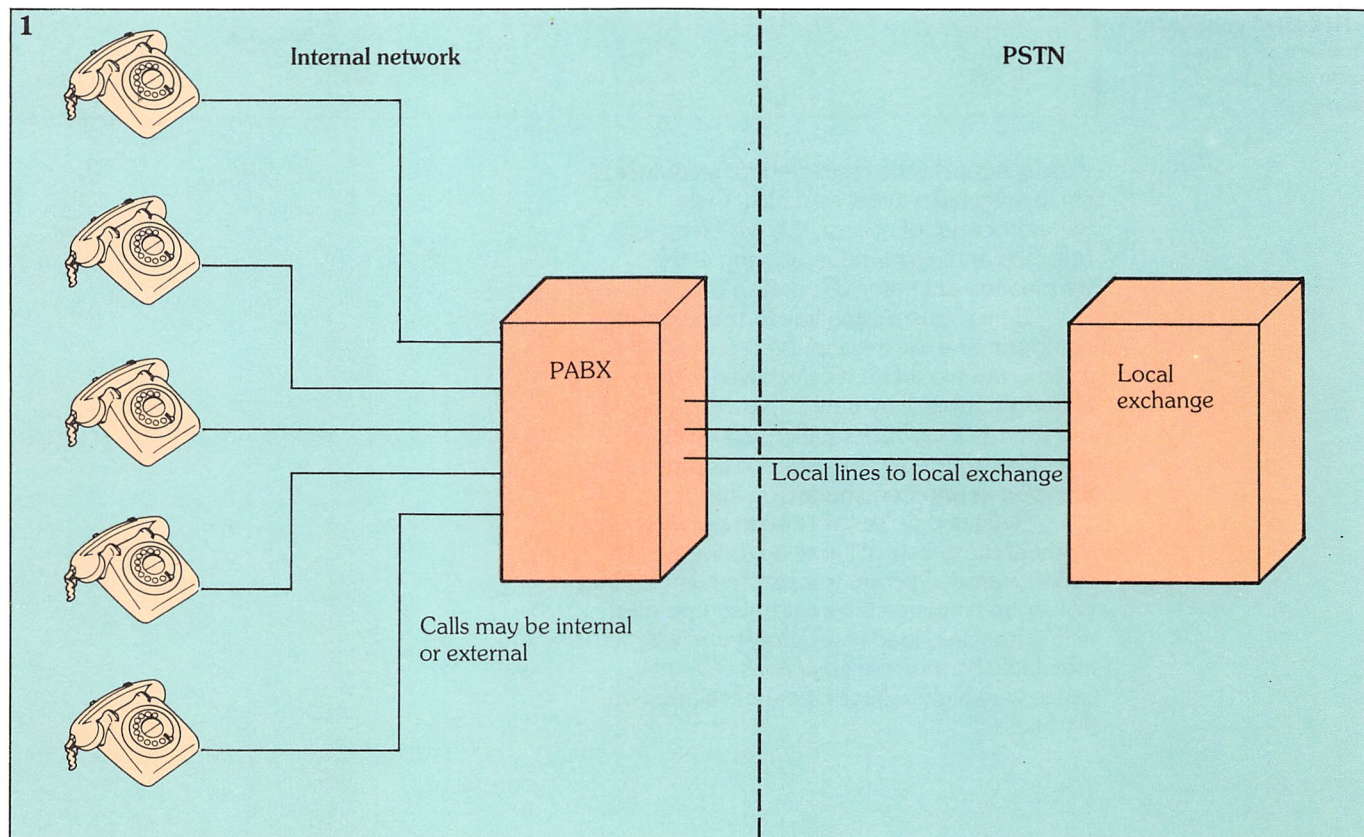 1
Internal network
PSTN
PABX
Local
exchange
Local lines to local exchange
Calls may be internal
or external